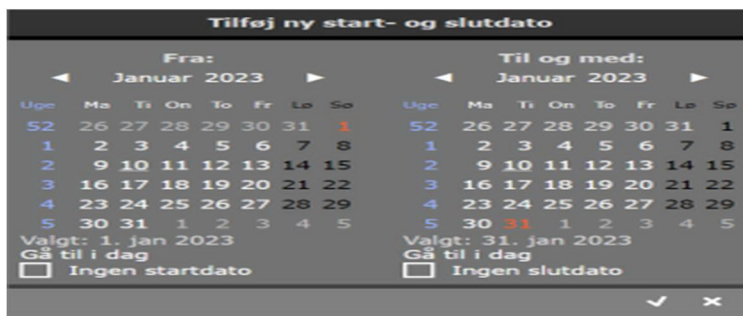 Tilføj ny start- og slutdato
Fra:
◄ Januar 2023 ►
Uge Ma Ti On To Fr Lø Sø
52 26 27 28 29 30 31 1
1 2 3 4 5 6 7 8
2 9 10 11 12 13 14 15
3 16 17 18 19 20 21 22
4 23 24 25 26 27 28 29
5 30 31 1 2 3 4 5
Valgt: 1. jan 2023
Gå til i dag
Ingen startdato
Til og med:
◄ Januar 2023 ►
Uge Ma Ti On To Fr Lø Sø
52 26 27 28 29 30 31 1
1 2 3 4 5 6 7 8
2 9 10 11 12 13 14 15
3 16 17 18 19 20 21 22
4 23 24 25 26 27 28 29
5 30 31 1 2 3 4 5
Valgt: 31. jan 2023
Gå til i dag
Ingen slutdato